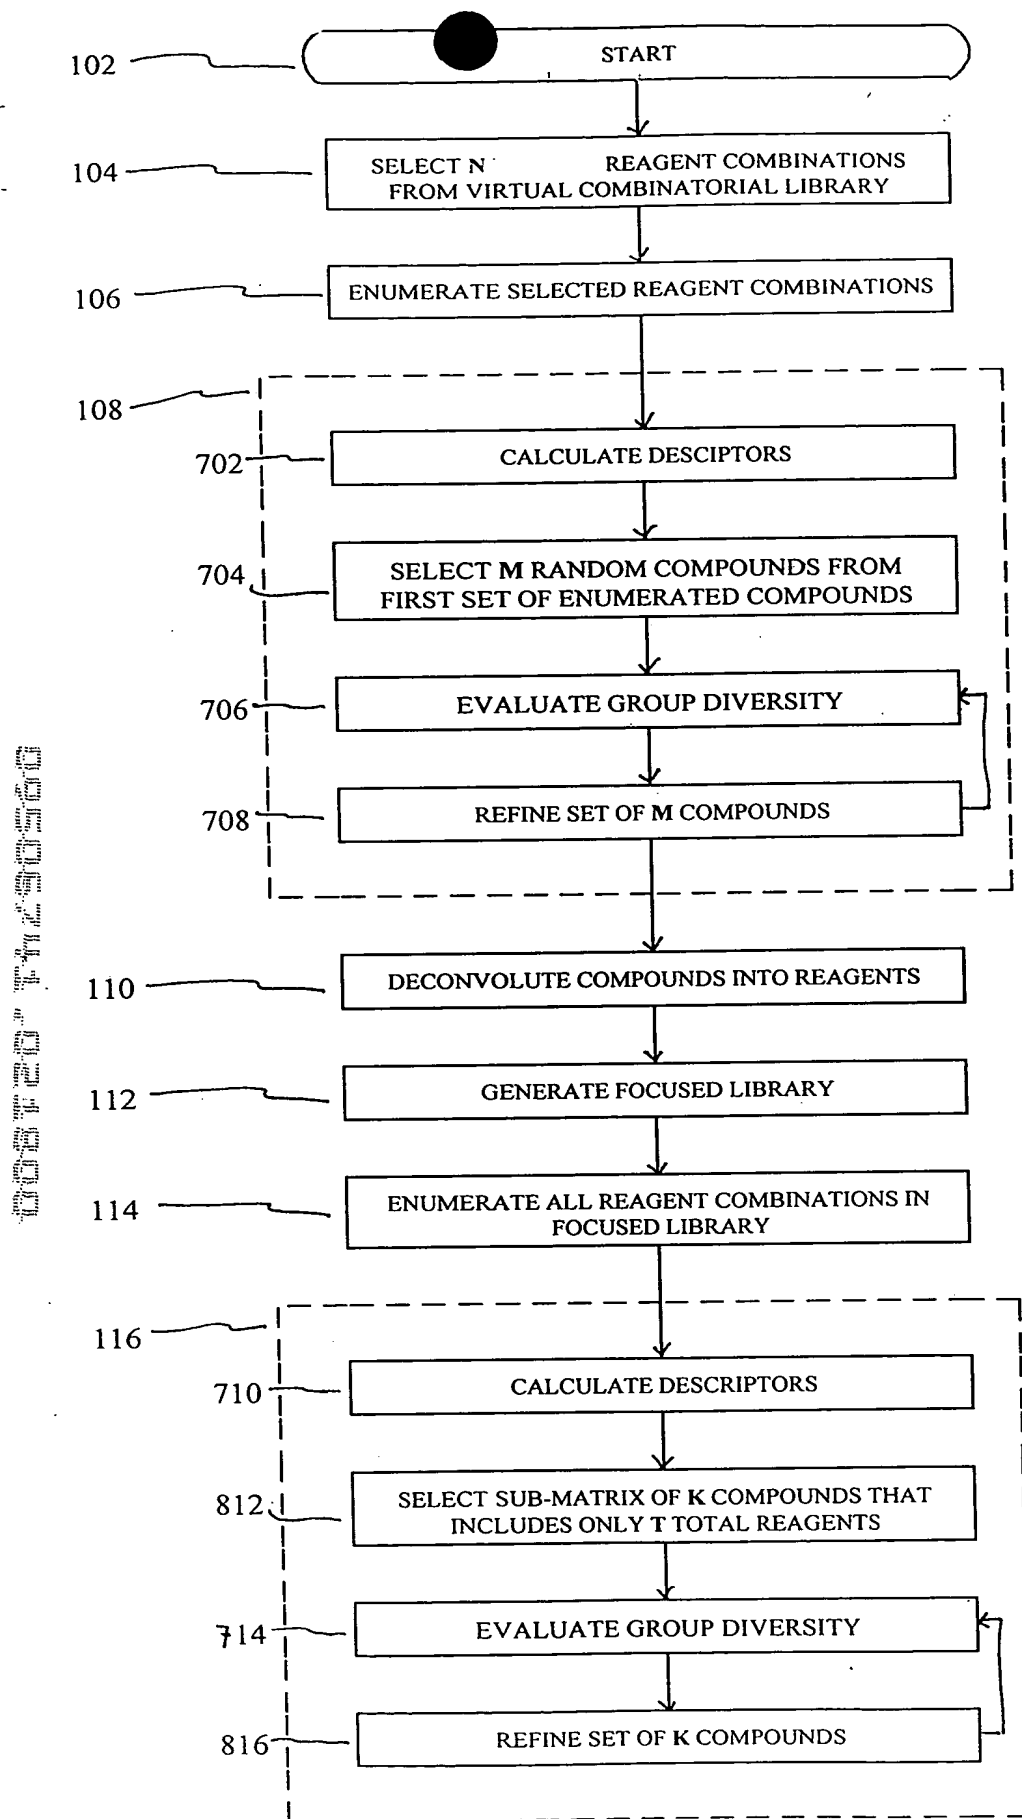 102
START
104
SELECT N REAGENT COMBINATIONS
FROM VIRTUAL COMBINATORIAL LIBRARY
106
ENUMERATE SELECTED REAGENT COMBINATIONS
108
702
CALCULATE DESCIPTORS
704
SELECT M RANDOM COMPOUNDS FROM
FIRST SET OF ENUMERATED COMPOUNDS
706
EVALUATE GROUP DIVERSITY
708
REFINE SET OF M COMPOUNDS
110
DECONVOLUTE COMPOUNDS INTO REAGENTS
112
GENERATE FOCUSED LIBRARY
114
ENUMERATE ALL REAGENT COMBINATIONS IN
FOCUSED LIBRARY
116
710
CALCULATE DESCRIPTORS
812
SELECT SUB-MATRIX OF K COMPOUNDS THAT
INCLUDES ONLY T TOTAL REAGENTS
714
EVALUATE GROUP DIVERSITY
816
REFINE SET OF K COMPOUNDS